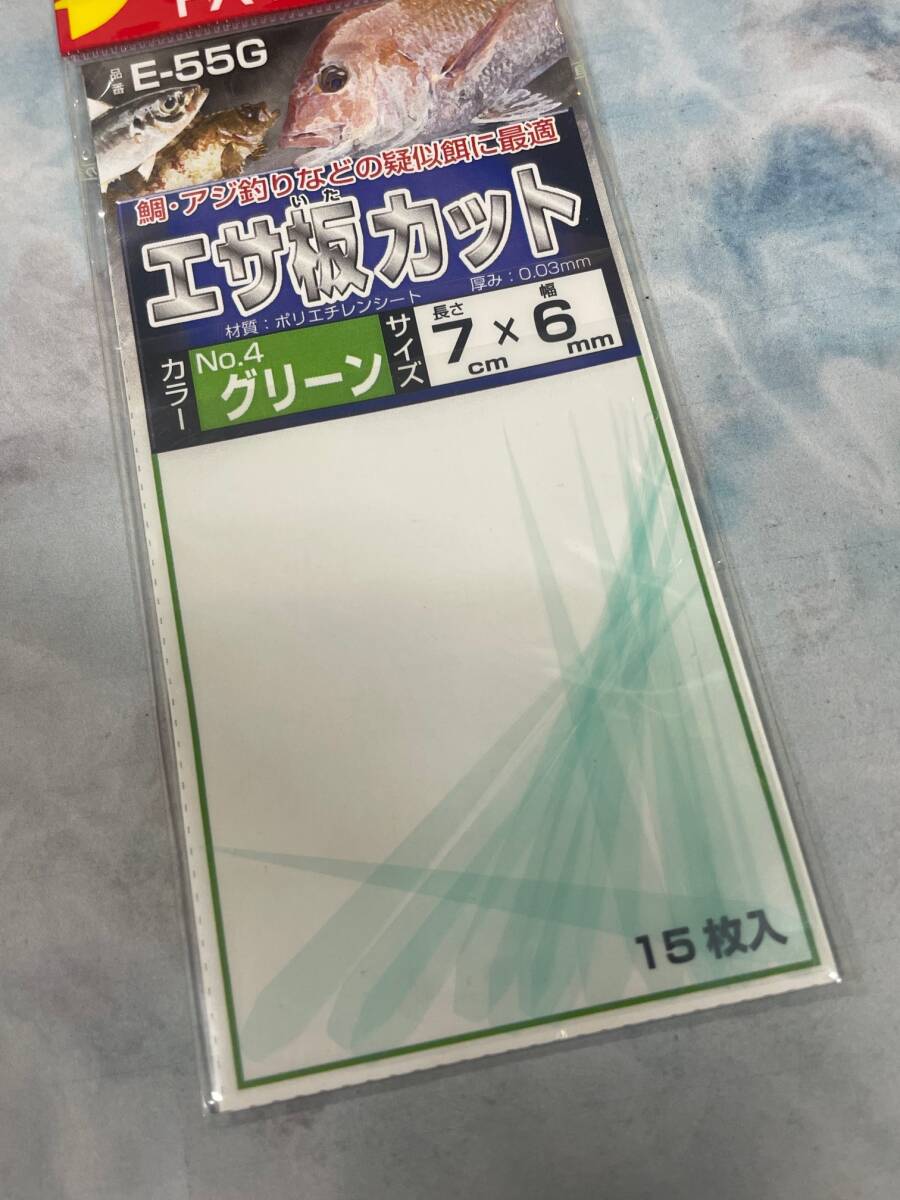 品番 E-55G
鯛・アジ釣りなどの疑似餌に最適
いた
エサ板カット
材質：ポリエチレンシート 厚み：0.03mm
カラー No.4 グリーン
サイズ 長さ 7cm × 幅 6mm
15枚入